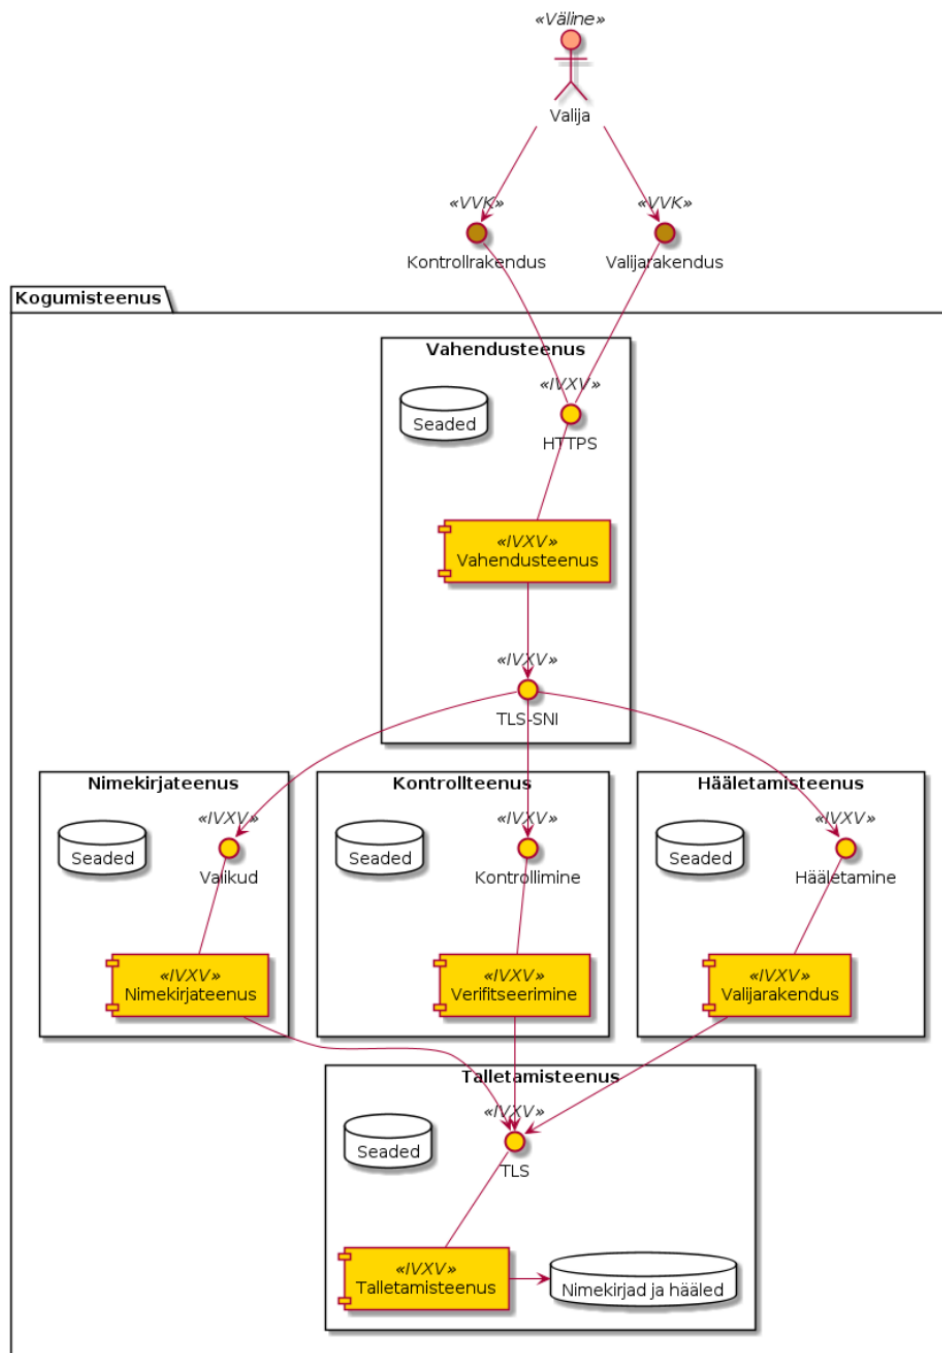 «Väline»
Valija
«VVK»
«VVK»
Kontrollrakendus
Valijarakendus
Kogumisteenus
Vahendusteenus
Seaded
«IVXV»
HTTPS
«IVXV»
Vahendusteenus
«IVXV»
TLS-SNI
Nimekirjateenus
Seaded
«IVXV»
Valikud
«IVXV»
Nimekirjateenus
Kontrollteenus
Seaded
«IVXV»
Kontrollimine
«IVXV»
Verifitseerimine
Hääletamisteenus
Seaded
«IVXV»
Hääletamine
«IVXV»
Valijarakendus
Talletamisteenus
Seaded
«IVXV»
TLS
«IVXV»
Talletamisteenus
Nimekirjad ja hääled